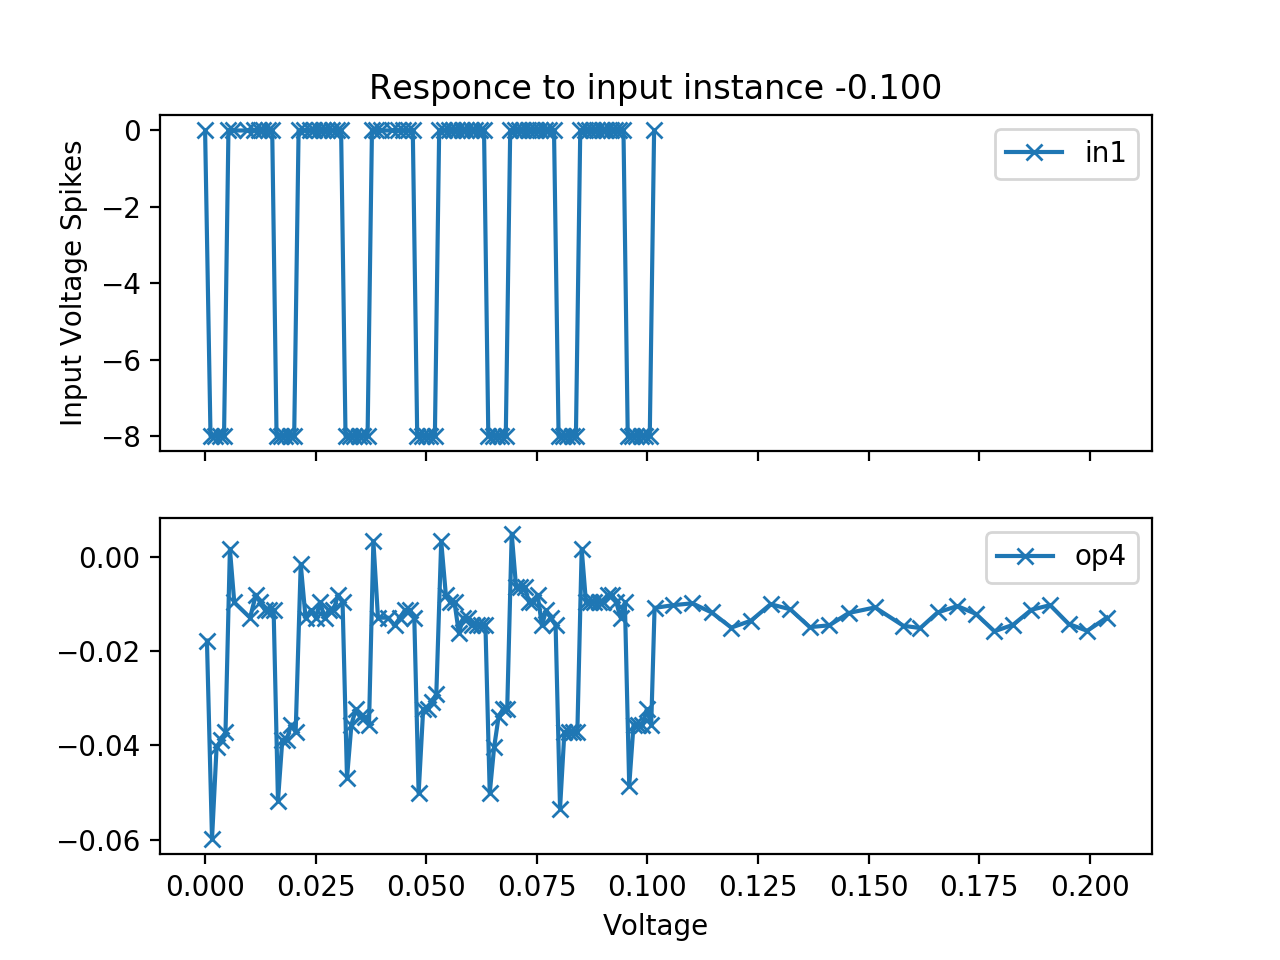 Responce to input instance -0.100
Input Voltage Spikes
0
−2
−4
−6
−8
in1
0.00
−0.02
−0.04
−0.06
op4
0.000 0.025 0.050 0.075 0.100 0.125 0.150 0.175 0.200
Voltage